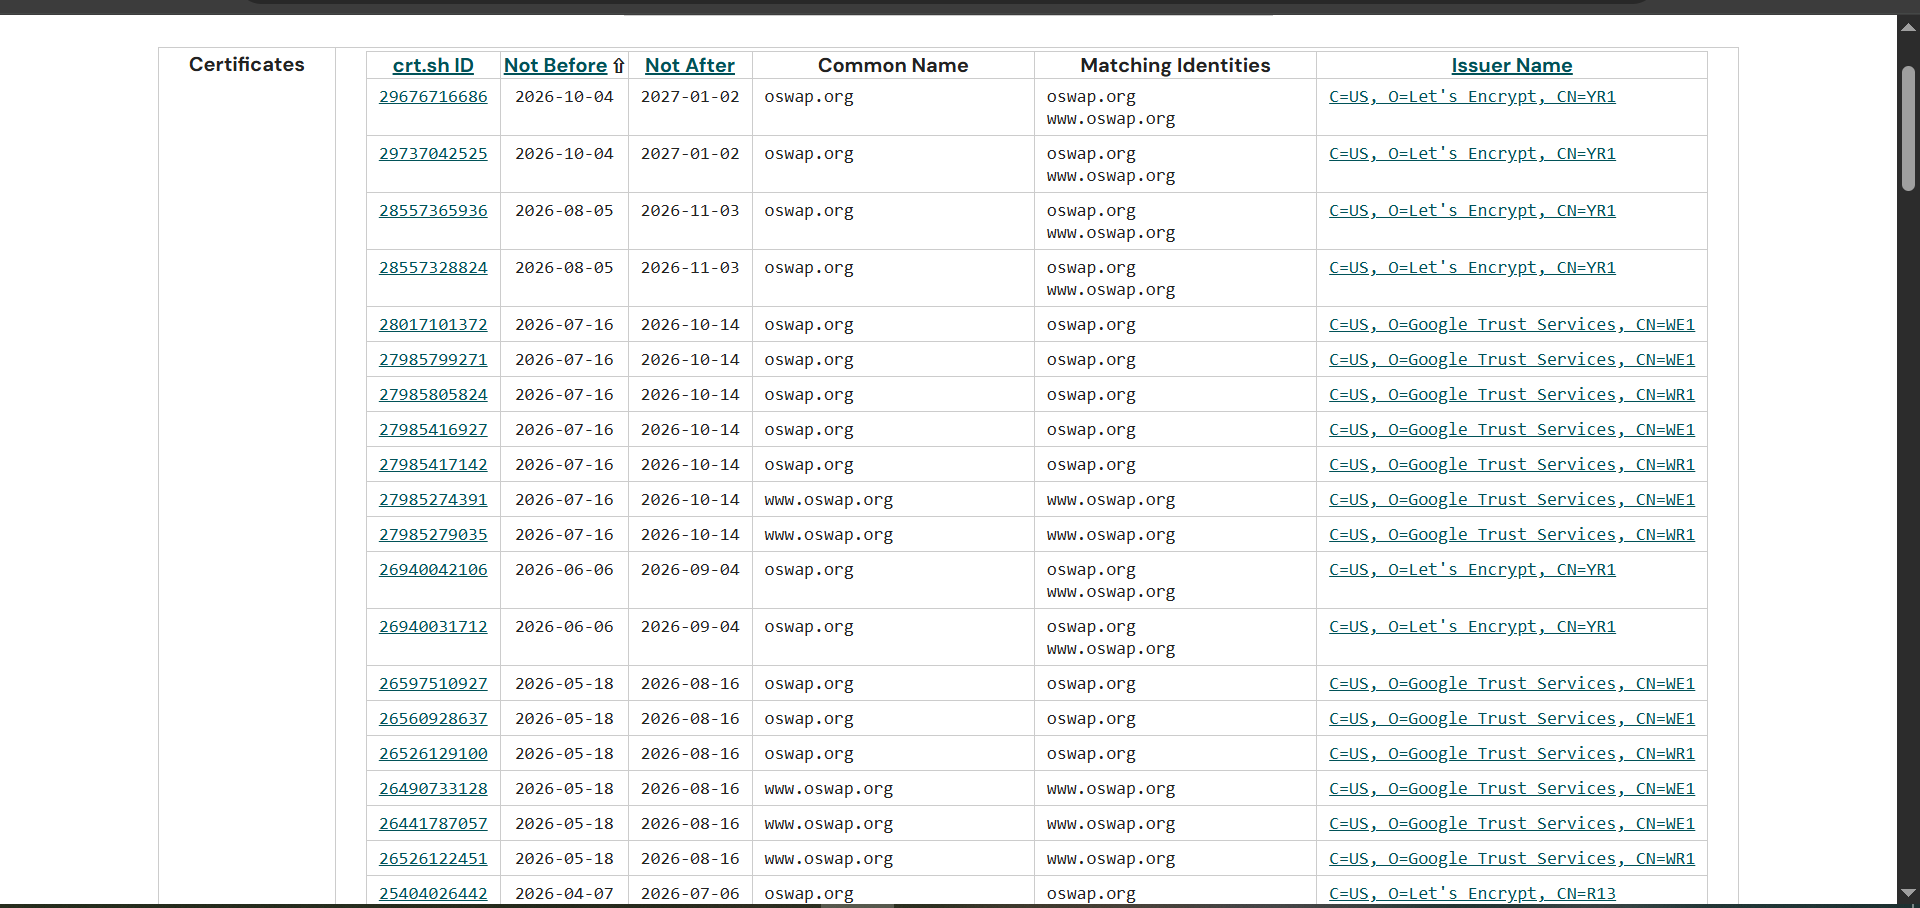 Certificates
crt.sh ID Not Before ⇧ Not After Common Name Matching Identities Issuer Name
29676716686 2026-10-04 2027-01-02 oswap.org oswap.org C=US, O=Let's Encrypt, CN=YR1
www.oswap.org
29737042525 2026-10-04 2027-01-02 oswap.org oswap.org C=US, O=Let's Encrypt, CN=YR1
www.oswap.org
28557365936 2026-08-05 2026-11-03 oswap.org oswap.org C=US, O=Let's Encrypt, CN=YR1
www.oswap.org
28557328824 2026-08-05 2026-11-03 oswap.org oswap.org C=US, O=Let's Encrypt, CN=YR1
www.oswap.org
28017101372 2026-07-16 2026-10-14 oswap.org oswap.org C=US, O=Google Trust Services, CN=WE1
27985799271 2026-07-16 2026-10-14 oswap.org oswap.org C=US, O=Google Trust Services, CN=WE1
27985805824 2026-07-16 2026-10-14 oswap.org oswap.org C=US, O=Google Trust Services, CN=WR1
27985416927 2026-07-16 2026-10-14 oswap.org oswap.org C=US, O=Google Trust Services, CN=WE1
27985417142 2026-07-16 2026-10-14 oswap.org oswap.org C=US, O=Google Trust Services, CN=WR1
27985274391 2026-07-16 2026-10-14 www.oswap.org www.oswap.org C=US, O=Google Trust Services, CN=WE1
27985279035 2026-07-16 2026-10-14 www.oswap.org www.oswap.org C=US, O=Google Trust Services, CN=WR1
26940042106 2026-06-06 2026-09-04 oswap.org oswap.org C=US, O=Let's Encrypt, CN=YR1
www.oswap.org
26940031712 2026-06-06 2026-09-04 oswap.org oswap.org C=US, O=Let's Encrypt, CN=YR1
www.oswap.org
26597510927 2026-05-18 2026-08-16 oswap.org oswap.org C=US, O=Google Trust Services, CN=WE1
26560928637 2026-05-18 2026-08-16 oswap.org oswap.org C=US, O=Google Trust Services, CN=WE1
26526129100 2026-05-18 2026-08-16 oswap.org oswap.org C=US, O=Google Trust Services, CN=WR1
26490733128 2026-05-18 2026-08-16 www.oswap.org www.oswap.org C=US, O=Google Trust Services, CN=WE1
26441787057 2026-05-18 2026-08-16 www.oswap.org www.oswap.org C=US, O=Google Trust Services, CN=WE1
26526122451 2026-05-18 2026-08-16 www.oswap.org www.oswap.org C=US, O=Google Trust Services, CN=WR1
25404026442 2026-04-07 2026-07-06 oswap.org oswap.org C=US, O=Let's Encrypt, CN=R13